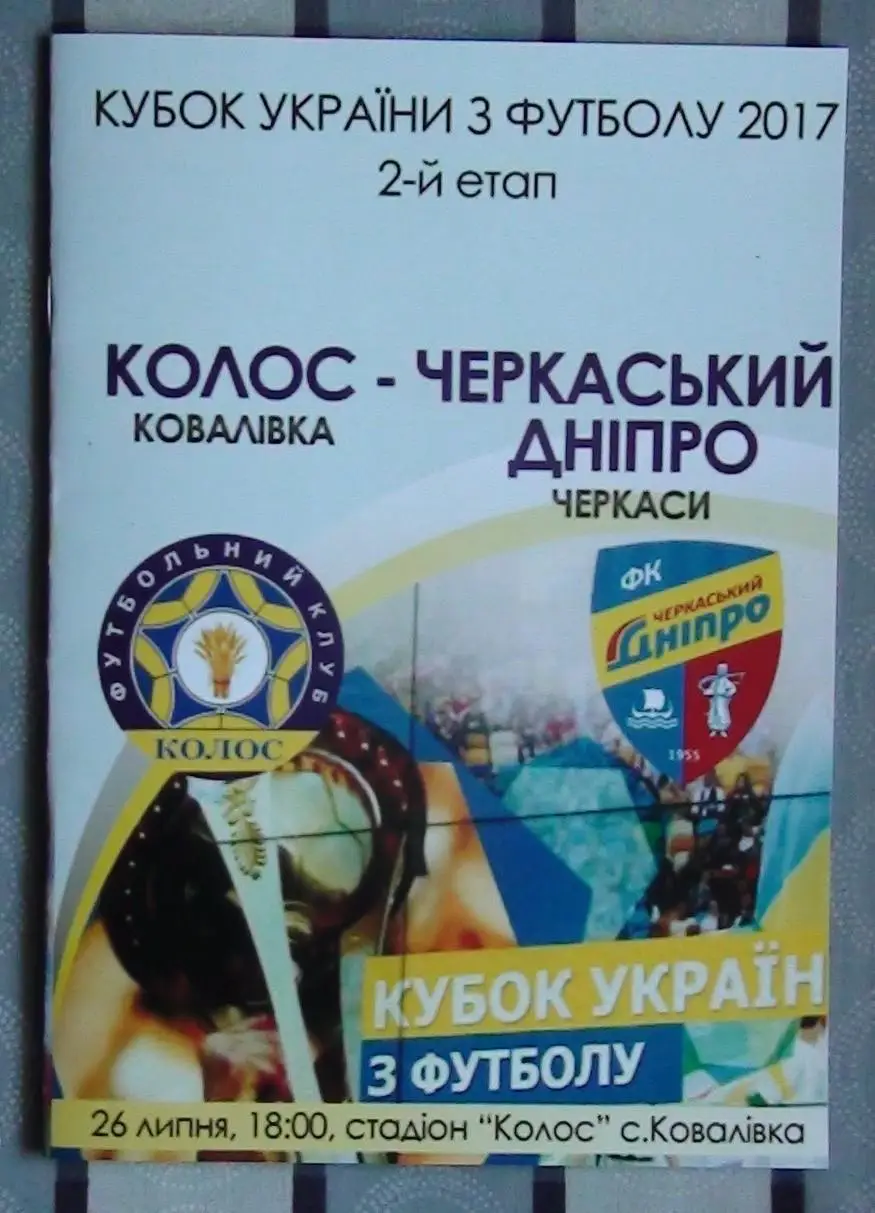 КУБОК УКРАЇНИ З ФУТБОЛУ 2017
2-й етап
КОЛОС - ЧЕРКАСЬКИЙ
ДНІПРО
КОВАЛІВКА
ЧЕРКАСИ
ФУТБОЛЬНИЙ КЛУБ
КОЛОС
ФК
ЧЕРКАСЬКИЙ
Дніпро
1955
КУБОК УКРАЇН
З ФУТБОЛУ
26 липня, 18:00, стадіон “Колос” с.Ковалівка